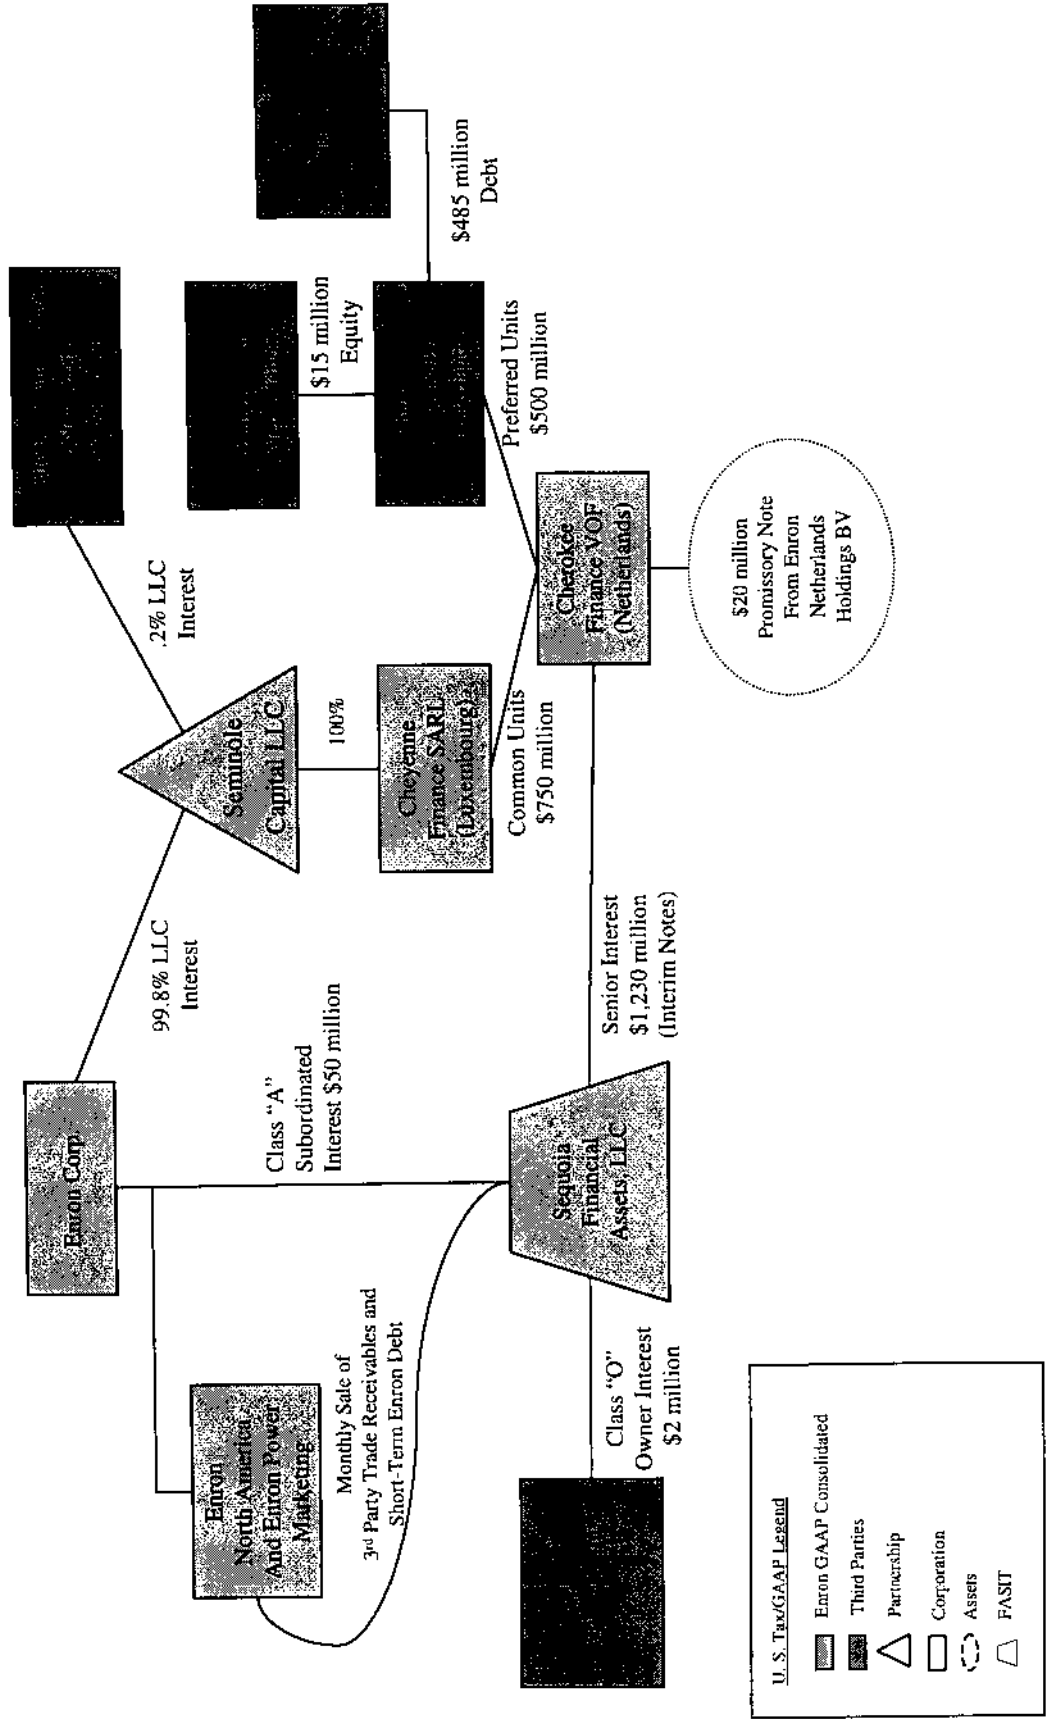 Enron Corp.
99.8% LLC
Interest
.2% LLC
Interest
Seminole
Capital LLC
100%
Cheyenne
Finance SARL
(Luxembourg)
$15 million
Equity
$485 million
Debt
Enron
North America
And Enron Power
Marketing
Class "A"
Subordinated
Interest $50 million
Monthly Sale of
3rd Party Trade Receivables and
Short-Term Enron Debt
Common Units
$750 million
Preferred Units
$500 million
Class "O"
Owner Interest
$2 million
Sequoia
Financial
Assets, LLC
Senior Interest
$1,230 million
(Interim Notes)
Cherokee
Finance VOF
(Netherlands)
$20 million
Promissory Note
From Enron
Netherlands
Holdings BV
U. S. Tax/GAAP Legend
Enron GAAP Consolidated
Third Parties
Partnership
Corporation
Assets
FASIT